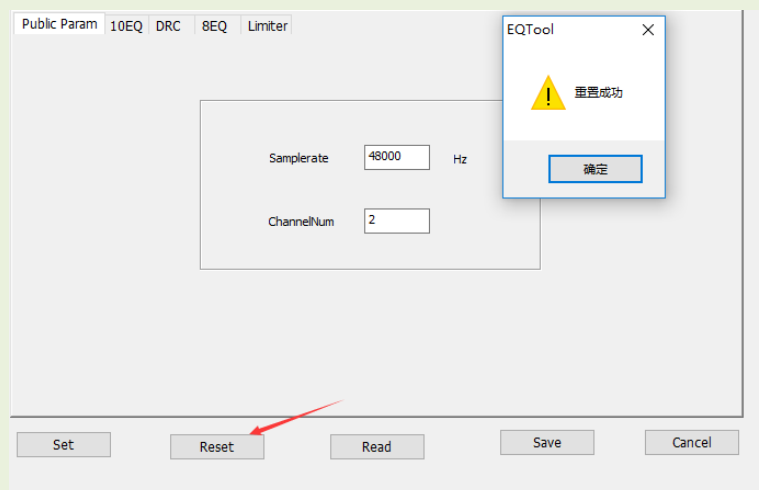 Public Param 10EQ DRC 8EQ Limiter
EQTool
重置成功
确定
Samplerate 48000 Hz
ChannelNum 2
Set Reset Read Save Cancel